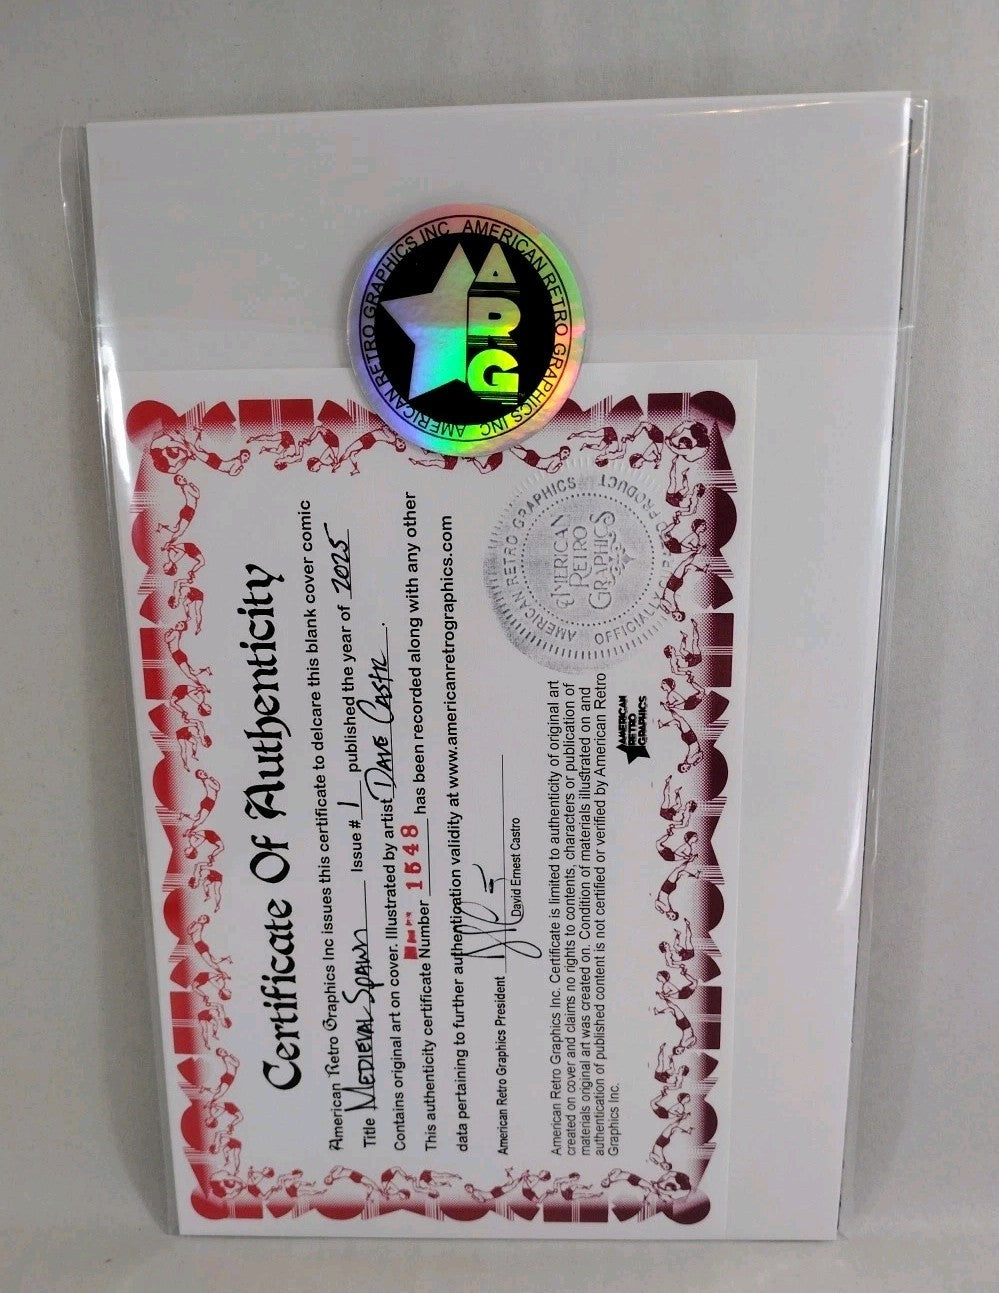 AMERICAN RETRO GRAPHICS INC AMERICAN RETRO GRAPHICS INC
ARG
Certificate Of Authenticity
American Retro Graphics Inc issues this certificate to delcare this blank cover comic
Title MEDIEVAL SPAWN Issue # 1 published the year of 2025
Contains original art on cover. Illustrated by artist DAVE CASTR.
This authenticity certificate Number 1548 has been recorded along with any other
data pertaining to further authentication validity at www.americanretrographics.com
American Retro Graphics President
David Ernest Castro
AMERICAN RETRO GRAPHICS
OFFICIAL PRODUCT
AMERICAN
RETRO
GRAPHICS
American Retro Graphics Inc. Certificate is limited to authenticity of original art
created on cover and claims no rights to contents, characters or publication of
materials original art was created on. Condition of materials illustrated on and
authentication of published content is not certified or verified by American Retro
Graphics Inc.
AMERICAN
RETRO
GRAPHICS